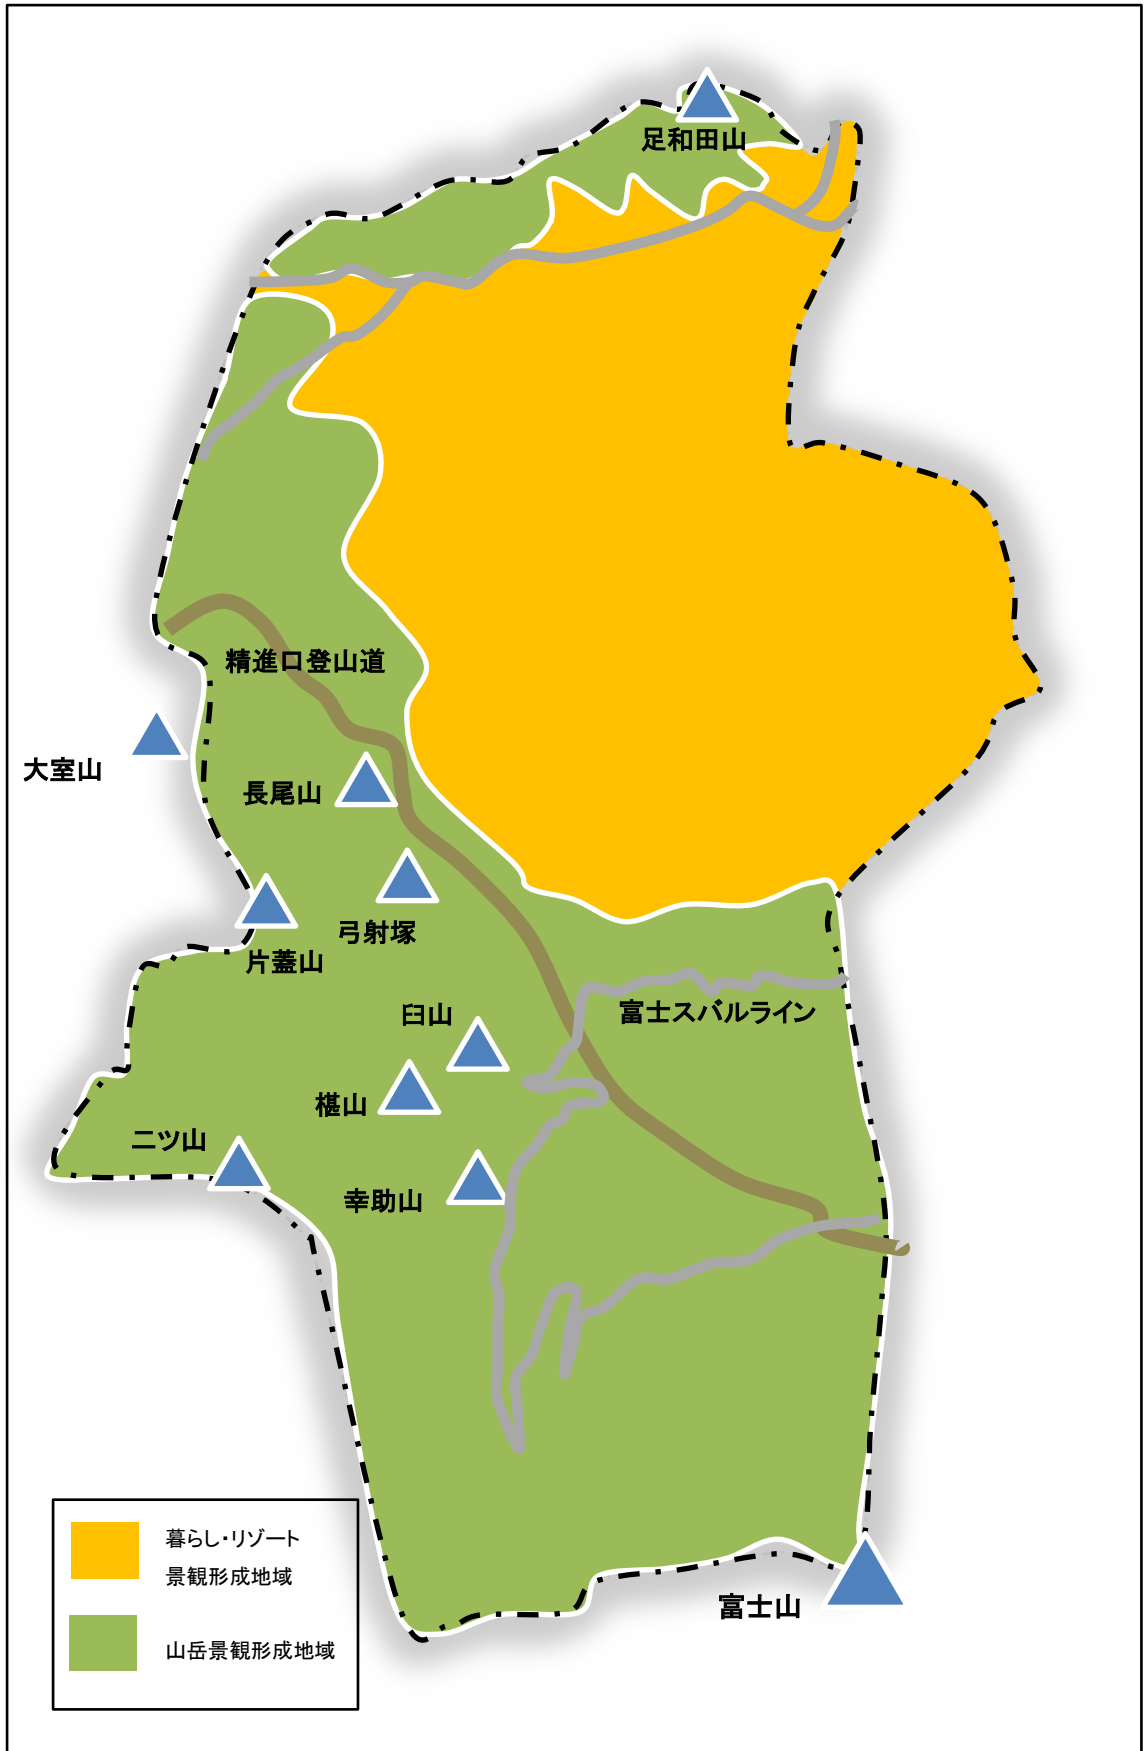 足和田山
精進口登山道
大室山
長尾山
弓射塚
片蓋山
富士スバルライン
臼山
椹山
二ツ山
幸助山
暮らし・リゾート
景観形成地域
富士山
山岳景観形成地域